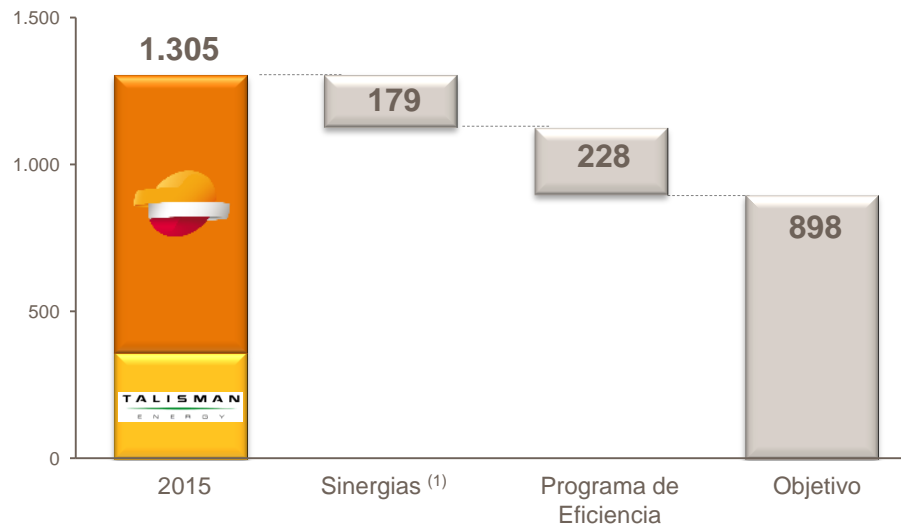 1.500
1.305
179
1.000
228
898
500
TALISMAN
ENERGY
0
2015
Sinergias (1)
Programa de
Eficiencia
Objetivo